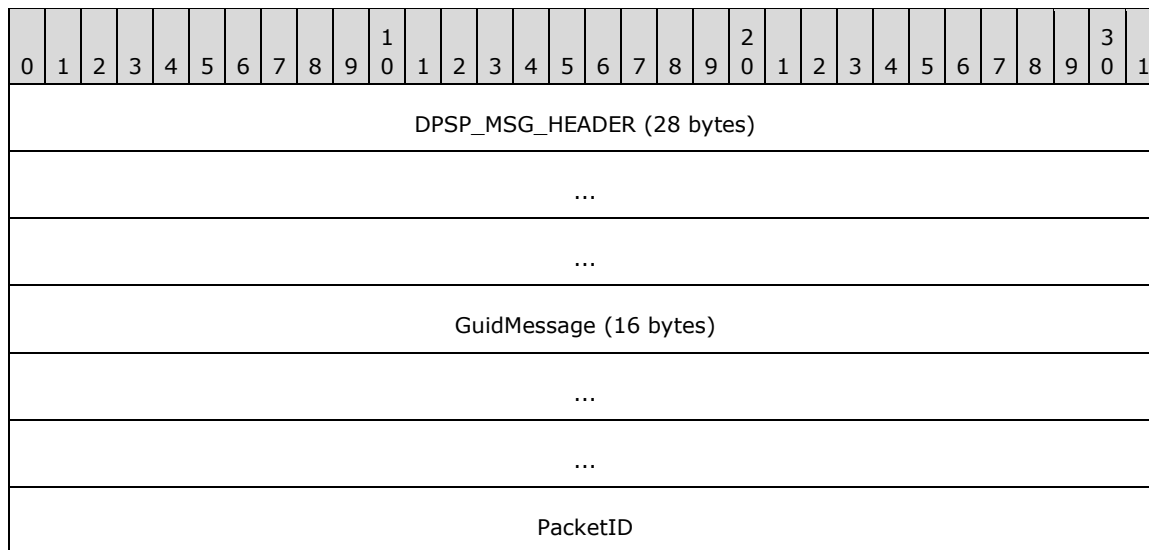 1 2 3
0 1 2 3 4 5 6 7 8 9 0 1 2 3 4 5 6 7 8 9 0 1 2 3 4 5 6 7 8 9 0 1
DPSP_MSG_HEADER (28 bytes)
...
...
GuidMessage (16 bytes)
...
...
PacketID